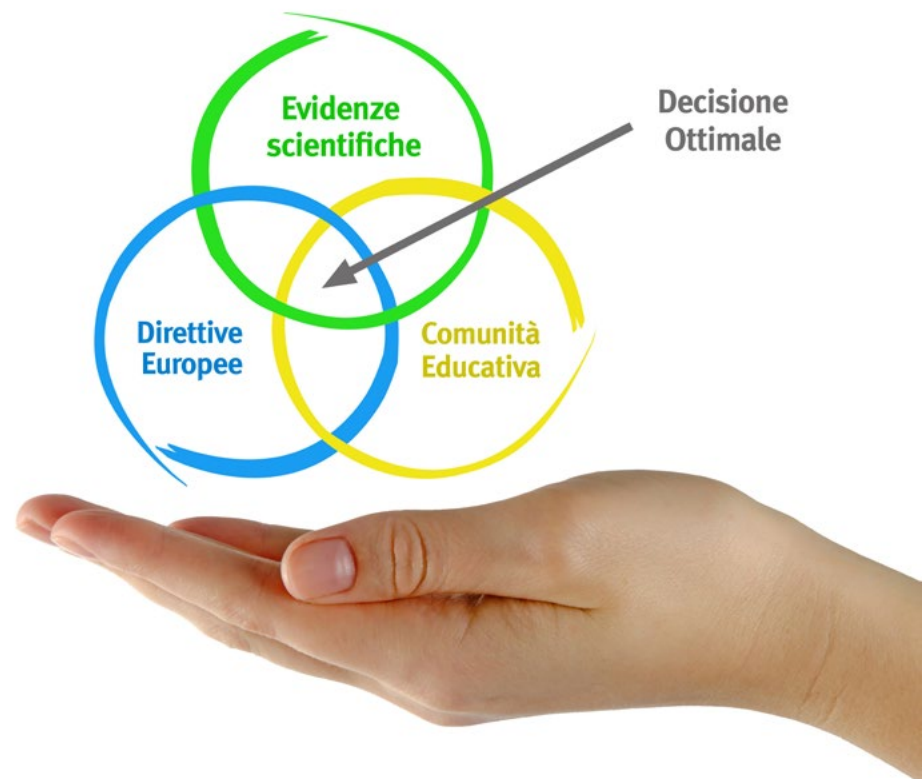 Evidenze
scientifiche
Decisione
Ottimale
Direttive
Europee
Comunità
Educativa